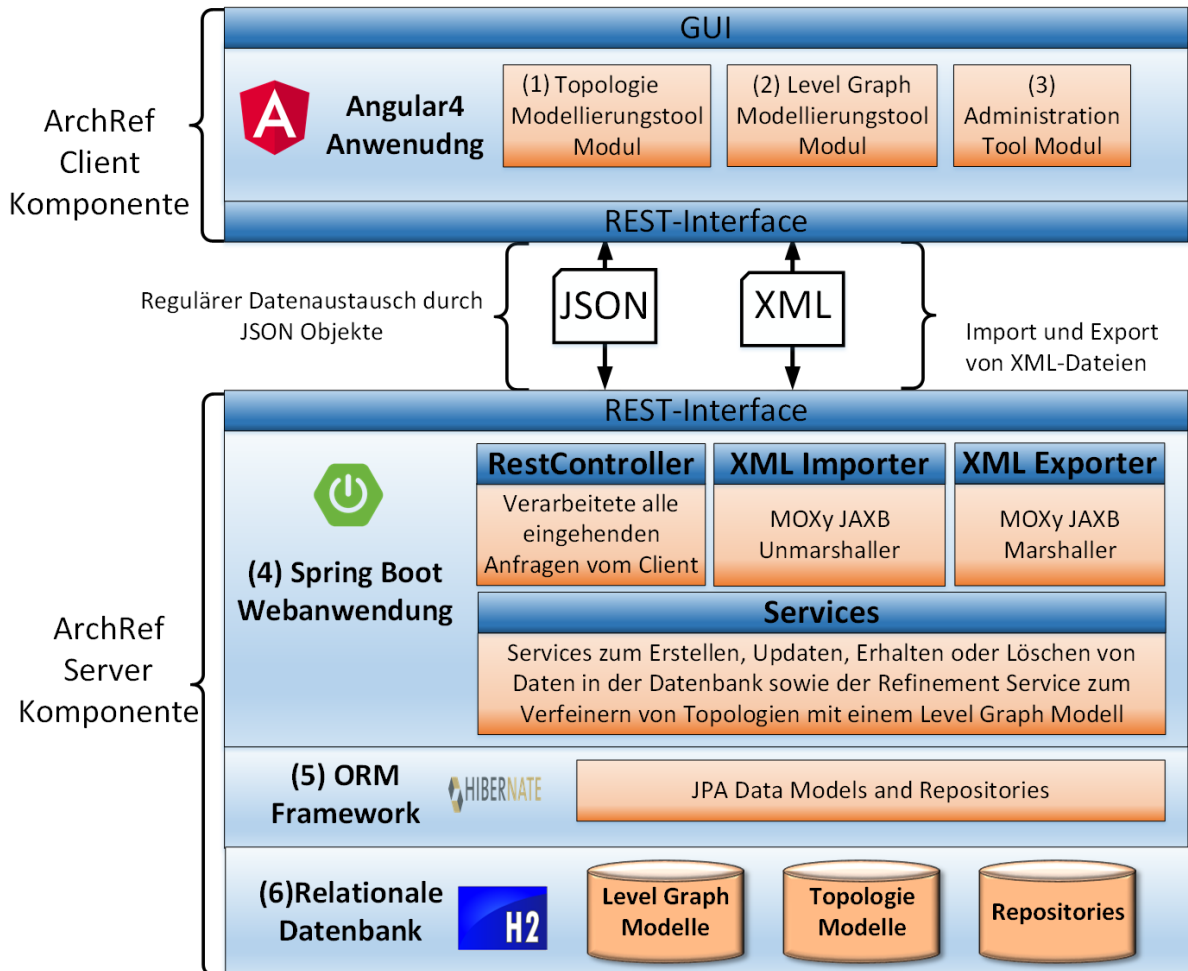 GUI
ArchRef
Client
Komponente
Angular4
Anwenudng
(1) Topologie
Modellierungstool
Modul
(2) Level Graph
Modellierungstool
Modul
(3)
Administration
Tool Modul
REST-Interface
Regulärer Datenaustausch durch
JSON Objekte
JSON
XML
Import und Export
von XML-Dateien
REST-Interface
ArchRef
Server
Komponente
(4) Spring Boot
Webanwendung
RestController
Verarbeitete alle
eingehenden
Anfragen vom Client
XML Importer
MOXy JAXB
Unmarshaller
XML Exporter
MOXy JAXB
Marshaller
Services
Services zum Erstellen, Updaten, Erhalten oder Löschen von
Daten in der Datenbank sowie der Refinement Service zum
Verfeinern von Topologien mit einem Level Graph Modell
(5) ORM
Framework
HIBERNATE
JPA Data Models and Repositories
(6)Relationale
Datenbank
H2
Level Graph
Modelle
Topologie
Modelle
Repositories